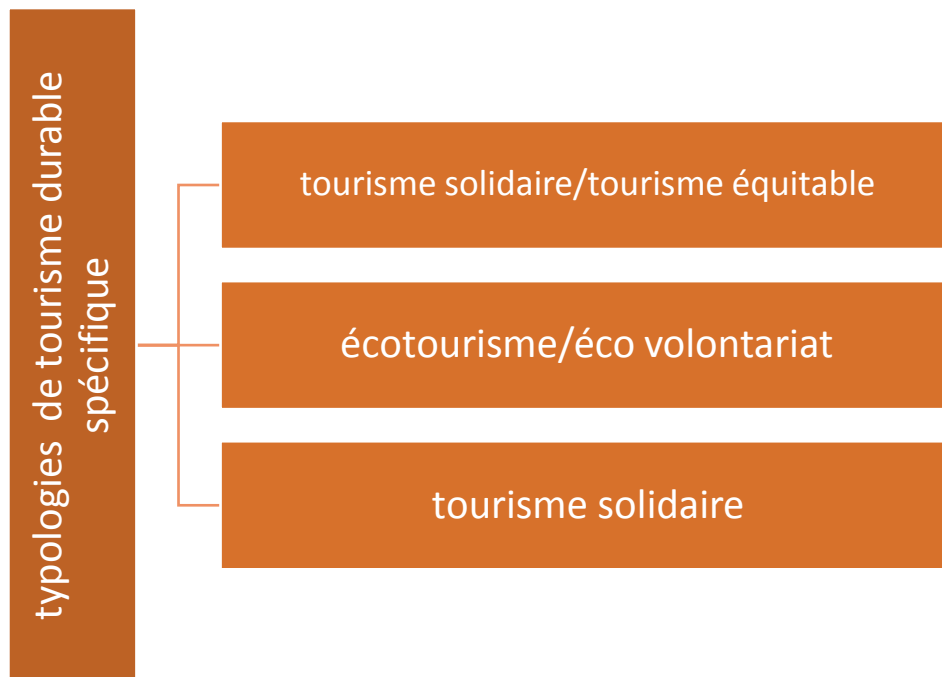 typologies de tourisme durable
spécifique
tourisme solidaire/tourisme équitable
écotourisme/éco volontariat
tourisme solidaire